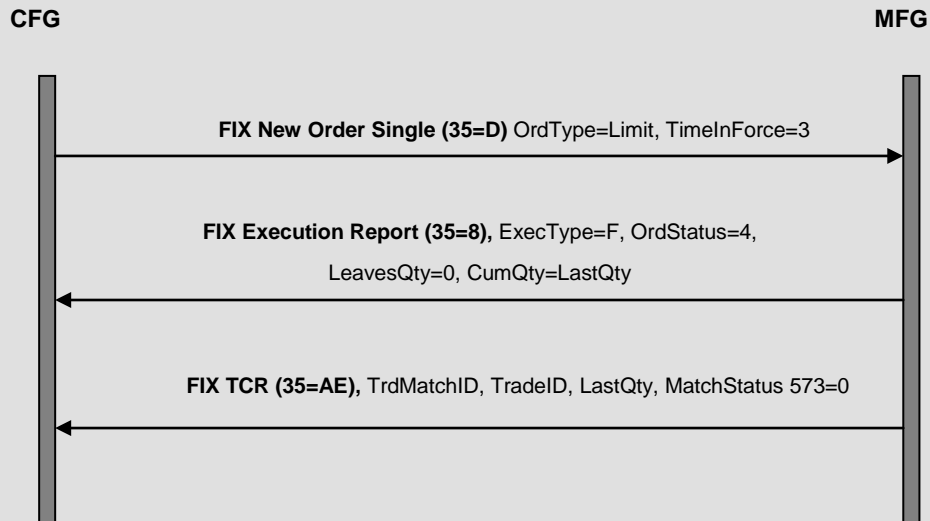 CFG
MFG
FIX New Order Single (35=D) OrdType=Limit, TimeInForce=3
FIX Execution Report (35=8), ExecType=F, OrdStatus=4,
LeavesQty=0, CumQty=LastQty
FIX TCR (35=AE), TrdMatchID, TradeID, LastQty, MatchStatus 573=0